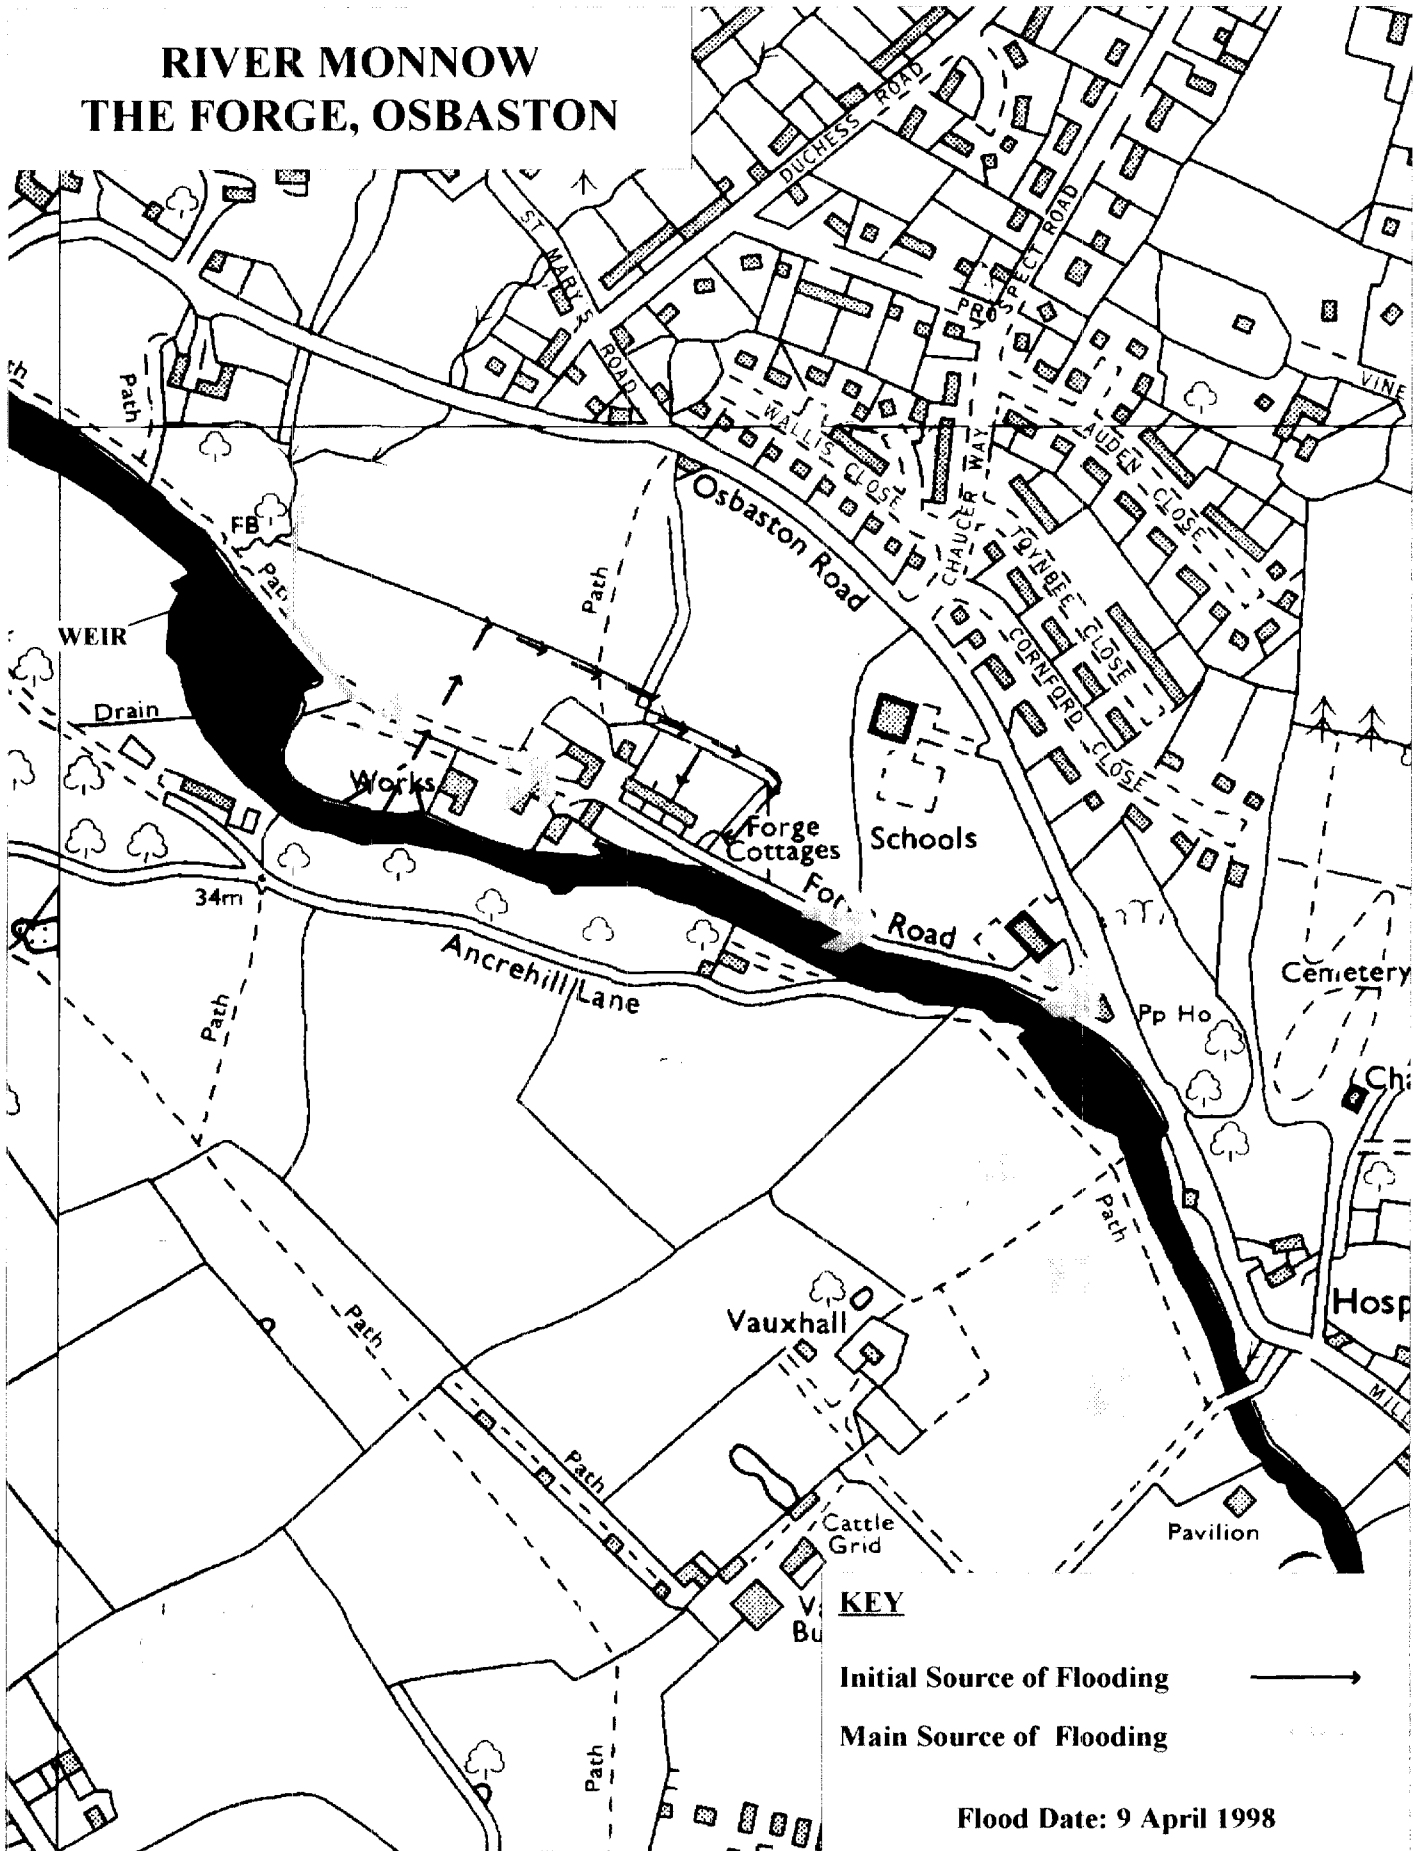 RIVER MONNOW
THE FORGE, OSBASTON
DUCHESS ROAD
ST MARY'S ROAD
PROSPECT ROAD
Path
VINE
WALLIS CLOSE
CHAUCER WAY
AUDEN CLOSE
Osbaston Road
TOYNBEE CLOSE
CORNFORD CLOSE
FB
Path
Path
WEIR
Drain
Works
Forge
Cottages
Schools
34m
Road
Ancrehill Lane
Path
Cemetery
Pp Ho
Path
Path
Vauxhall
Hosp
Path
Cattle
Grid
Pavilion
KEY
Initial Source of Flooding
Main Source of Flooding
Path
Flood Date: 9 April 1998